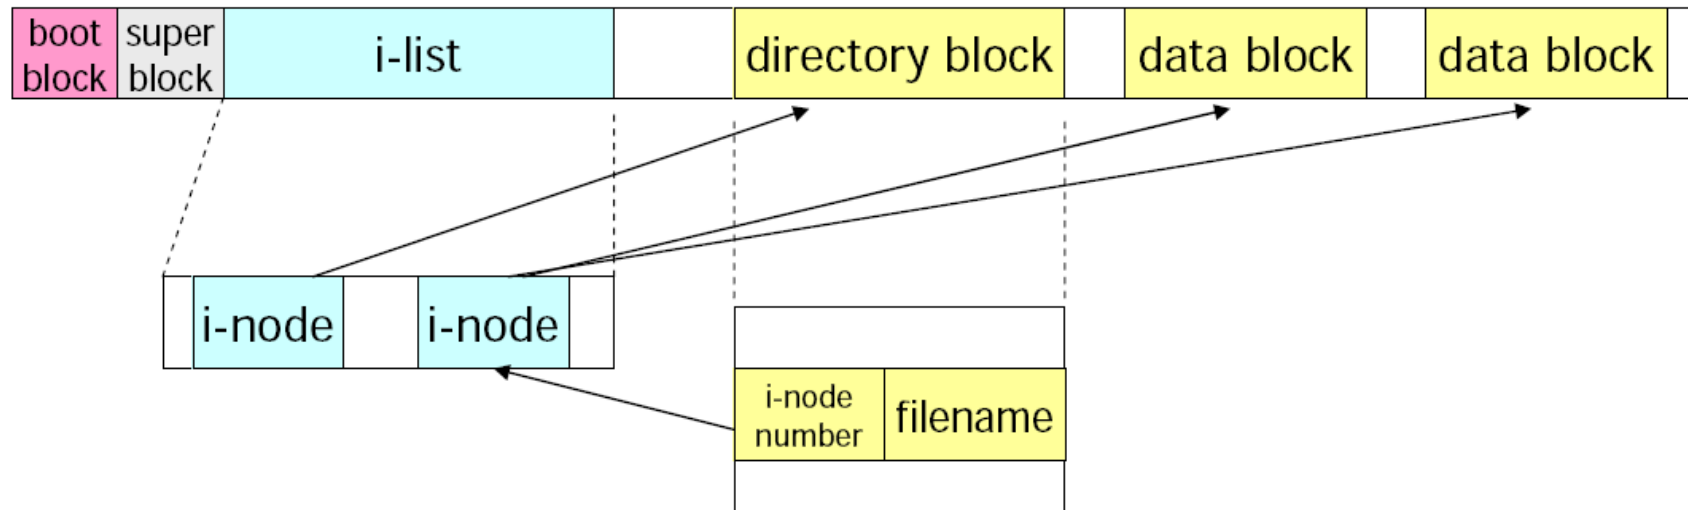 boot
block
super
block
i-list
directory block
data block
data block
i-node
i-node
i-node
number
filename